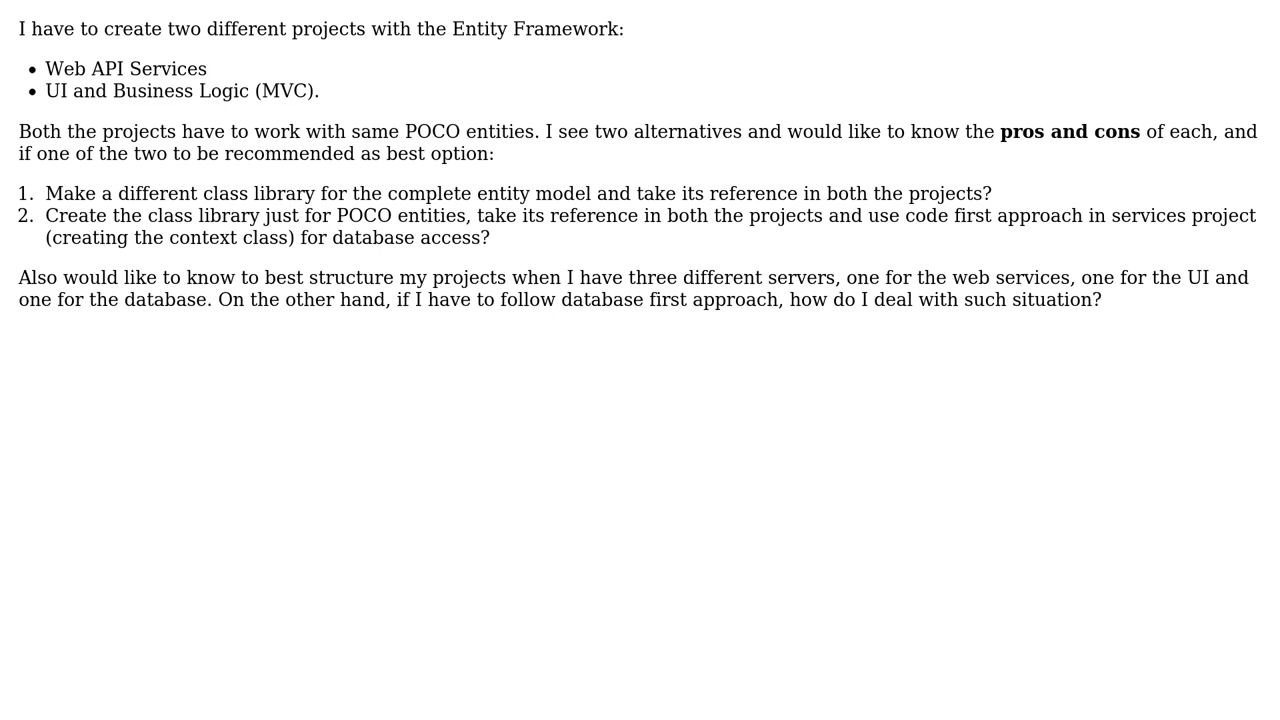 I have to create two different projects with the Entity Framework:
• Web API Services
• UI and Business Logic (MVC).
Both the projects have to work with same POCO entities. I see two alternatives and would like to know the pros and cons of each, and
if one of the two to be recommended as best option:
1. Make a different class library for the complete entity model and take its reference in both the projects?
2. Create the class library just for POCO entities, take its reference in both the projects and use code first approach in services project
(creating the context class) for database access?
Also would like to know to best structure my projects when I have three different servers, one for the web services, one for the UI and
one for the database. On the other hand, if I have to follow database first approach, how do I deal with such situation?